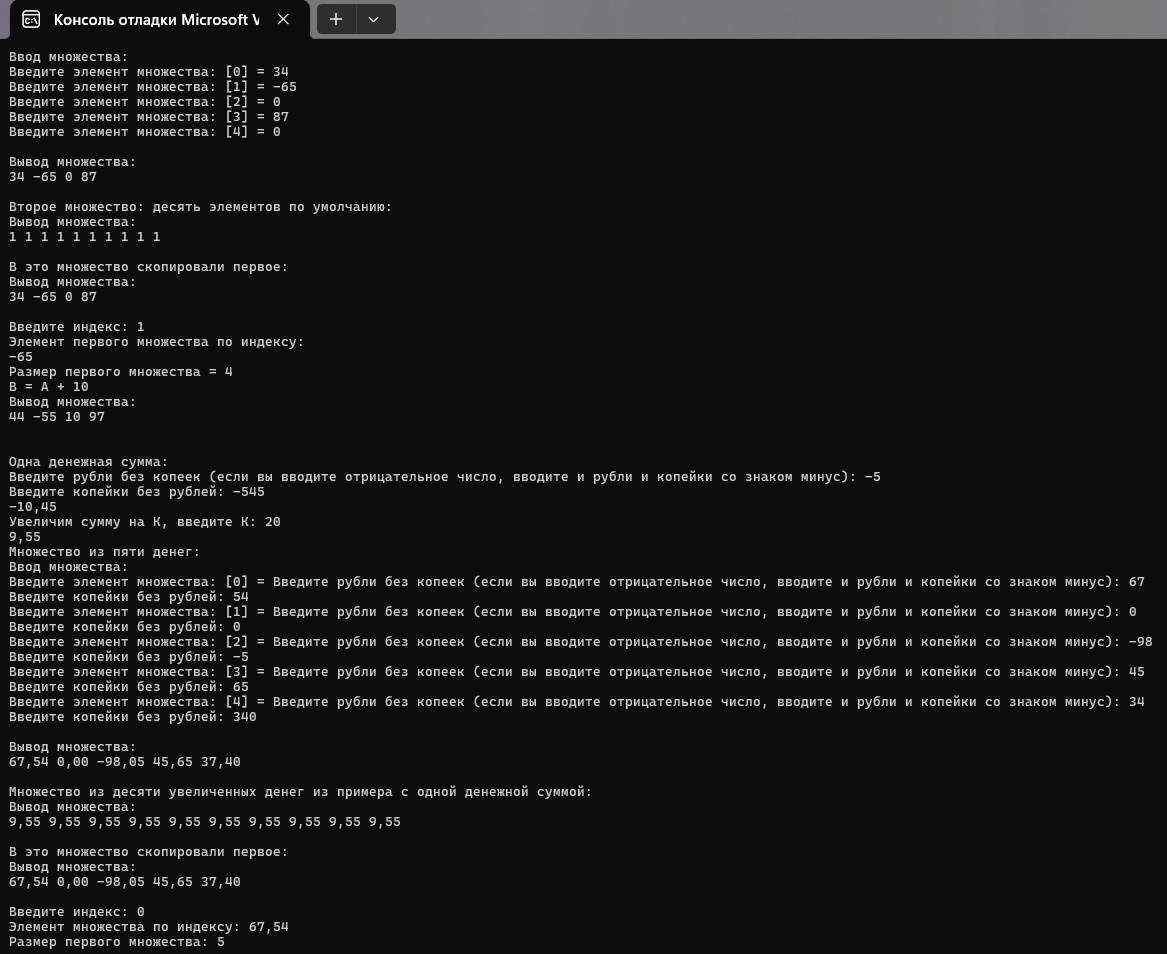 Консоль отладки Microsoft V
Ввод множества:
Введите элемент множества: [0] = 34
Введите элемент множества: [1] = -65
Введите элемент множества: [2] = 0
Введите элемент множества: [3] = 87
Введите элемент множества: [4] = 0
Вывод множества:
34 -65 0 87
Второе множество: десять элементов по умолчанию:
Вывод множества:
1 1 1 1 1 1 1 1 1 1
В это множество скопировали первое:
Вывод множества:
34 -65 0 87
Введите индекс: 1
Элемент первого множества по индексу:
-65
Размер первого множества = 4
B = A + 10
Вывод множества:
44 -55 10 97
Одна денежная сумма:
Введите рубли без копеек (если вы вводите отрицательное число, вводите и рубли и копейки со знаком минус): -5
Введите копейки без рублей: -545
-10,45
Увеличим сумму на K, введите K: 20
9,55
Множество из пяти денег:
Ввод множества:
Введите элемент множества: [0] = Введите рубли без копеек (если вы вводите отрицательное число, вводите и рубли и копейки со знаком минус): 67
Введите копейки без рублей: 54
Введите элемент множества: [1] = Введите рубли без копеек (если вы вводите отрицательное число, вводите и рубли и копейки со знаком минус): 0
Введите копейки без рублей: 0
Введите элемент множества: [2] = Введите рубли без копеек (если вы вводите отрицательное число, вводите и рубли и копейки со знаком минус): -98
Введите копейки без рублей: -5
Введите элемент множества: [3] = Введите рубли без копеек (если вы вводите отрицательное число, вводите и рубли и копейки со знаком минус): 45
Введите копейки без рублей: 65
Введите элемент множества: [4] = Введите рубли без копеек (если вы вводите отрицательное число, вводите и рубли и копейки со знаком минус): 34
Введите копейки без рублей: 340
Вывод множества:
67,54 0,00 -98,05 45,65 37,40
Множество из десяти увеличенных денег из примера с одной денежной суммой:
Вывод множества:
9,55 9,55 9,55 9,55 9,55 9,55 9,55 9,55 9,55 9,55
В это множество скопировали первое:
Вывод множества:
67,54 0,00 -98,05 45,65 37,40
Введите индекс: 0
Элемент множества по индексу: 67,54
Размер первого множества: 5